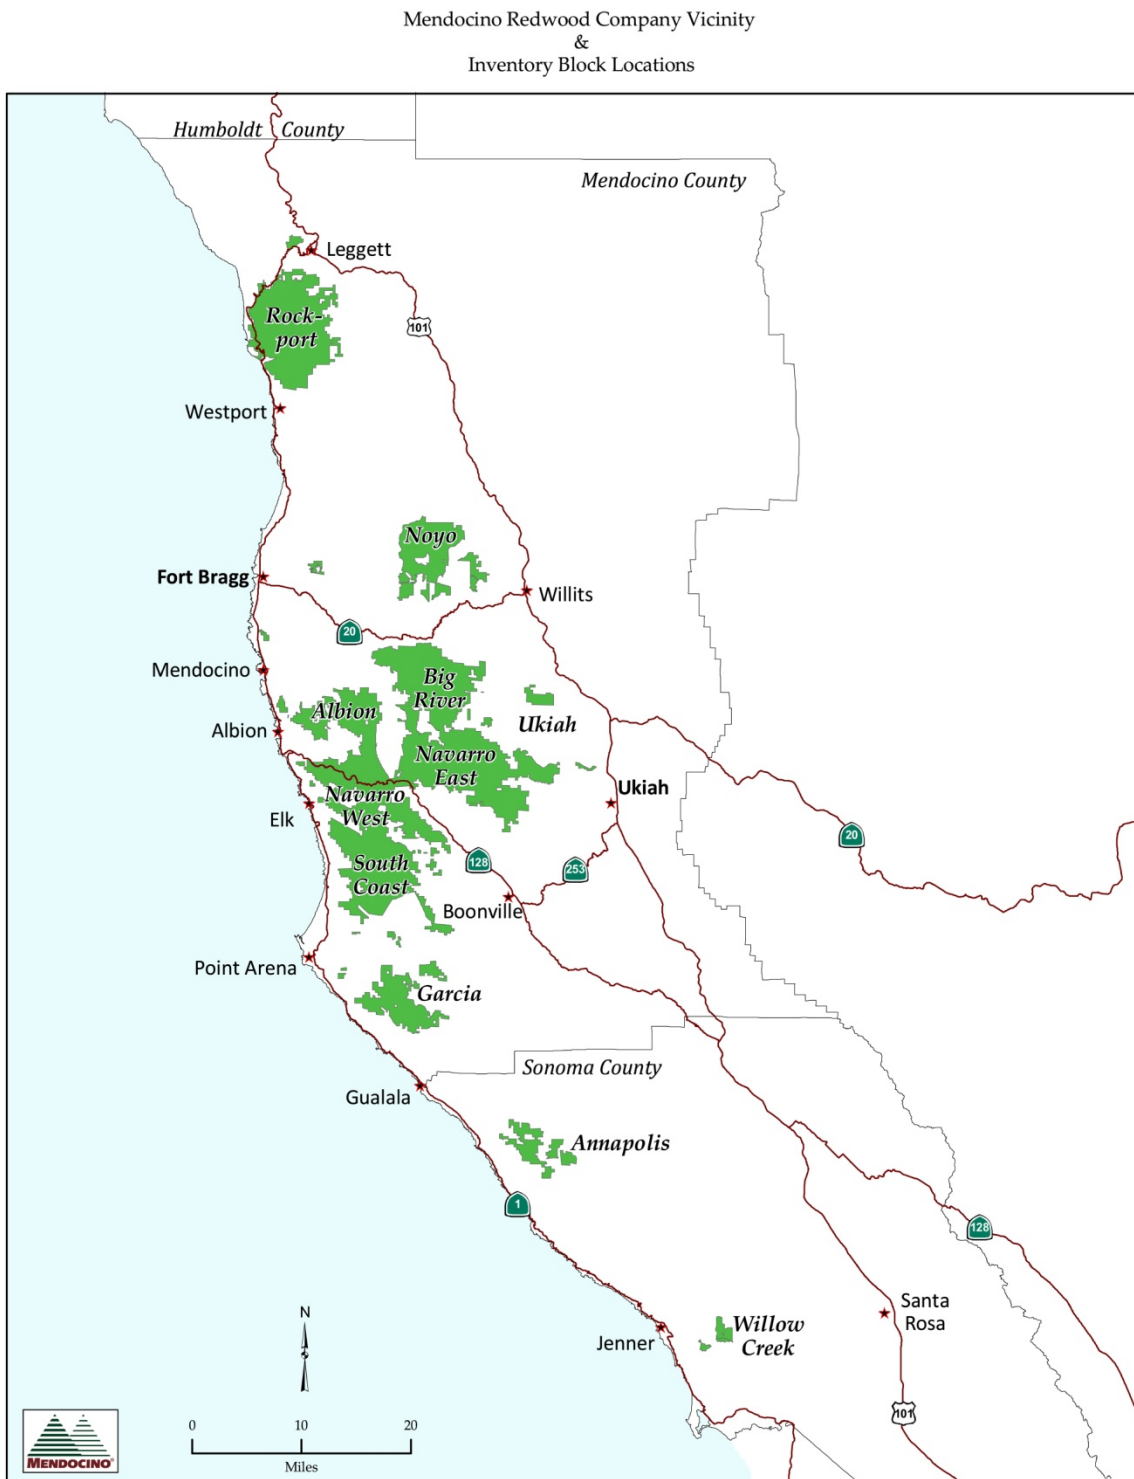 Mendocino Redwood Company Vicinity
&
Inventory Block Locations
Humboldt County
Mendocino County
Leggett
Rock-
port
101
Westport
Noyo
Fort Bragg
Willits
20
Mendocino
Big
River
Albion
Ukiah
Albion
Navarro
East
Ukiah
Navarro
West
Elk
20
128
253
South
Coast
Boonville
Point Arena
Garcia
Sonoma County
Gualala
Annapolis
1
128
Santa
Rosa
Willow
Creek
Jenner
N
101
0 10 20
Miles
MENDOCINO®